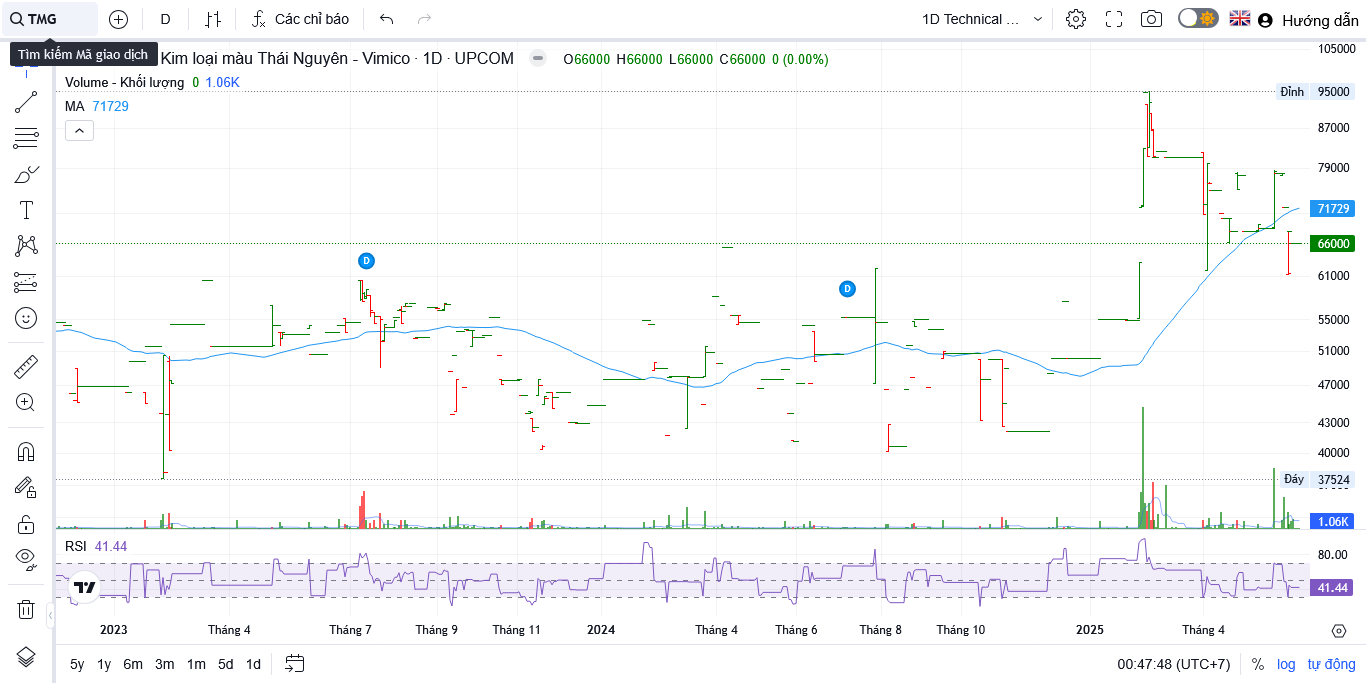 TMG
D
Các chỉ báo
1D Technical ...
Hướng dẫn
Tìm kiếm Mã giao dịch
Kim loại màu Thái Nguyên - Vimico · 1D · UPCOM
O66000 H66000 L66000 C66000 0 (0.00%)
Volume - Khối lượng 0 1.06K
MA 71729
105000
Đỉnh 95000
87000
79000
71729
66000
61000
55000
51000
47000
43000
40000
Đáy 37524
1.06K
D
D
RSI 41.44
80.00
41.44
2023 Tháng 4 Tháng 7 Tháng 9 Tháng 11 2024 Tháng 4 Tháng 6 Tháng 8 Tháng 10 2025 Tháng 4
5y 1y 6m 3m 1m 5d 1d
00:47:48 (UTC+7) % log tự động